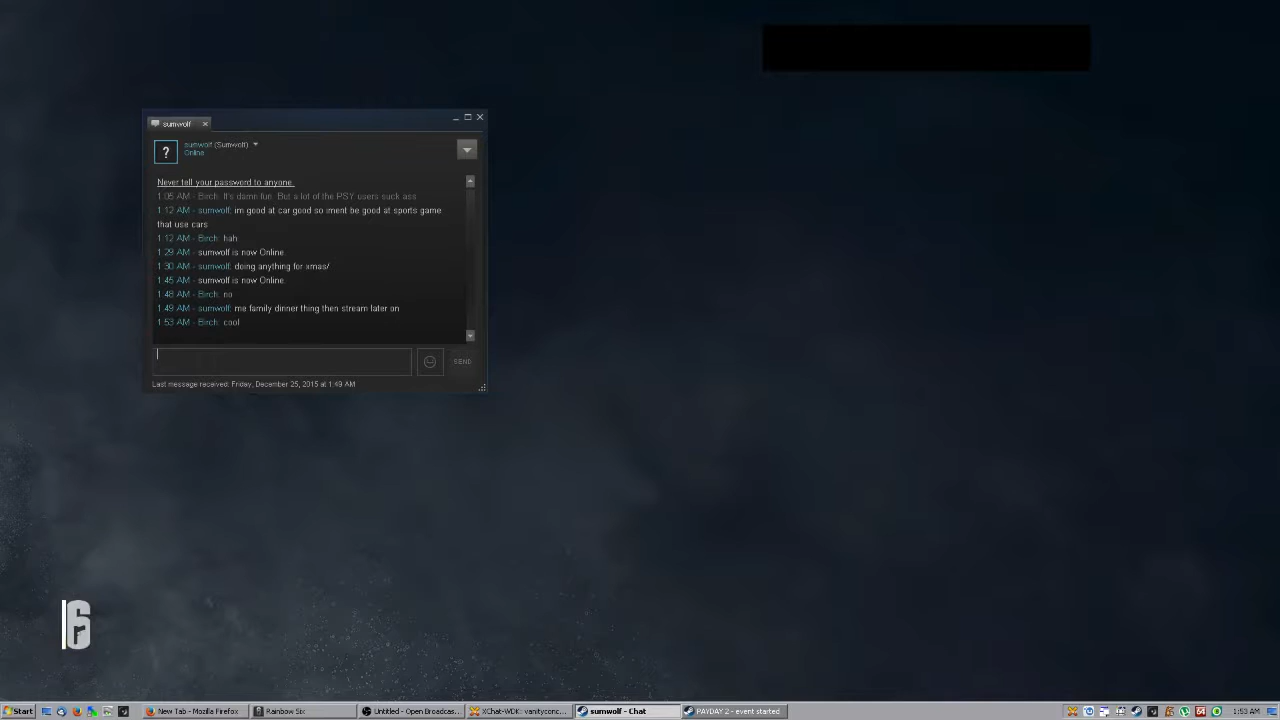 sumwolf
sumwolf (Sumwolf)
Online
Never tell your password to anyone.
1:05 AM - Birch: It's damn fun. But a lot of the PSY users suck ass
1:12 AM - sumwolf: im good at car good so iment be good at sports game
that use cars
1:12 AM - Birch: hah
1:29 AM - sumwolf is now Online.
1:30 AM - sumwolf: doing anything for xmas/
1:45 AM - sumwolf is now Online.
1:48 AM - Birch: no
1:49 AM - sumwolf: me family dinner thing then stream later on
1:53 AM - Birch: cool
SEND
Last message received: Friday, December 25, 2015 at 1:49 AM
6
Start
New Tab - Mozilla Firefox
Rainbow Six
Untitled - Open Broadcas...
XChat-WDK: vanityconc...
sumwolf - Chat
PAYDAY 2 - event started
64
1:53 AM